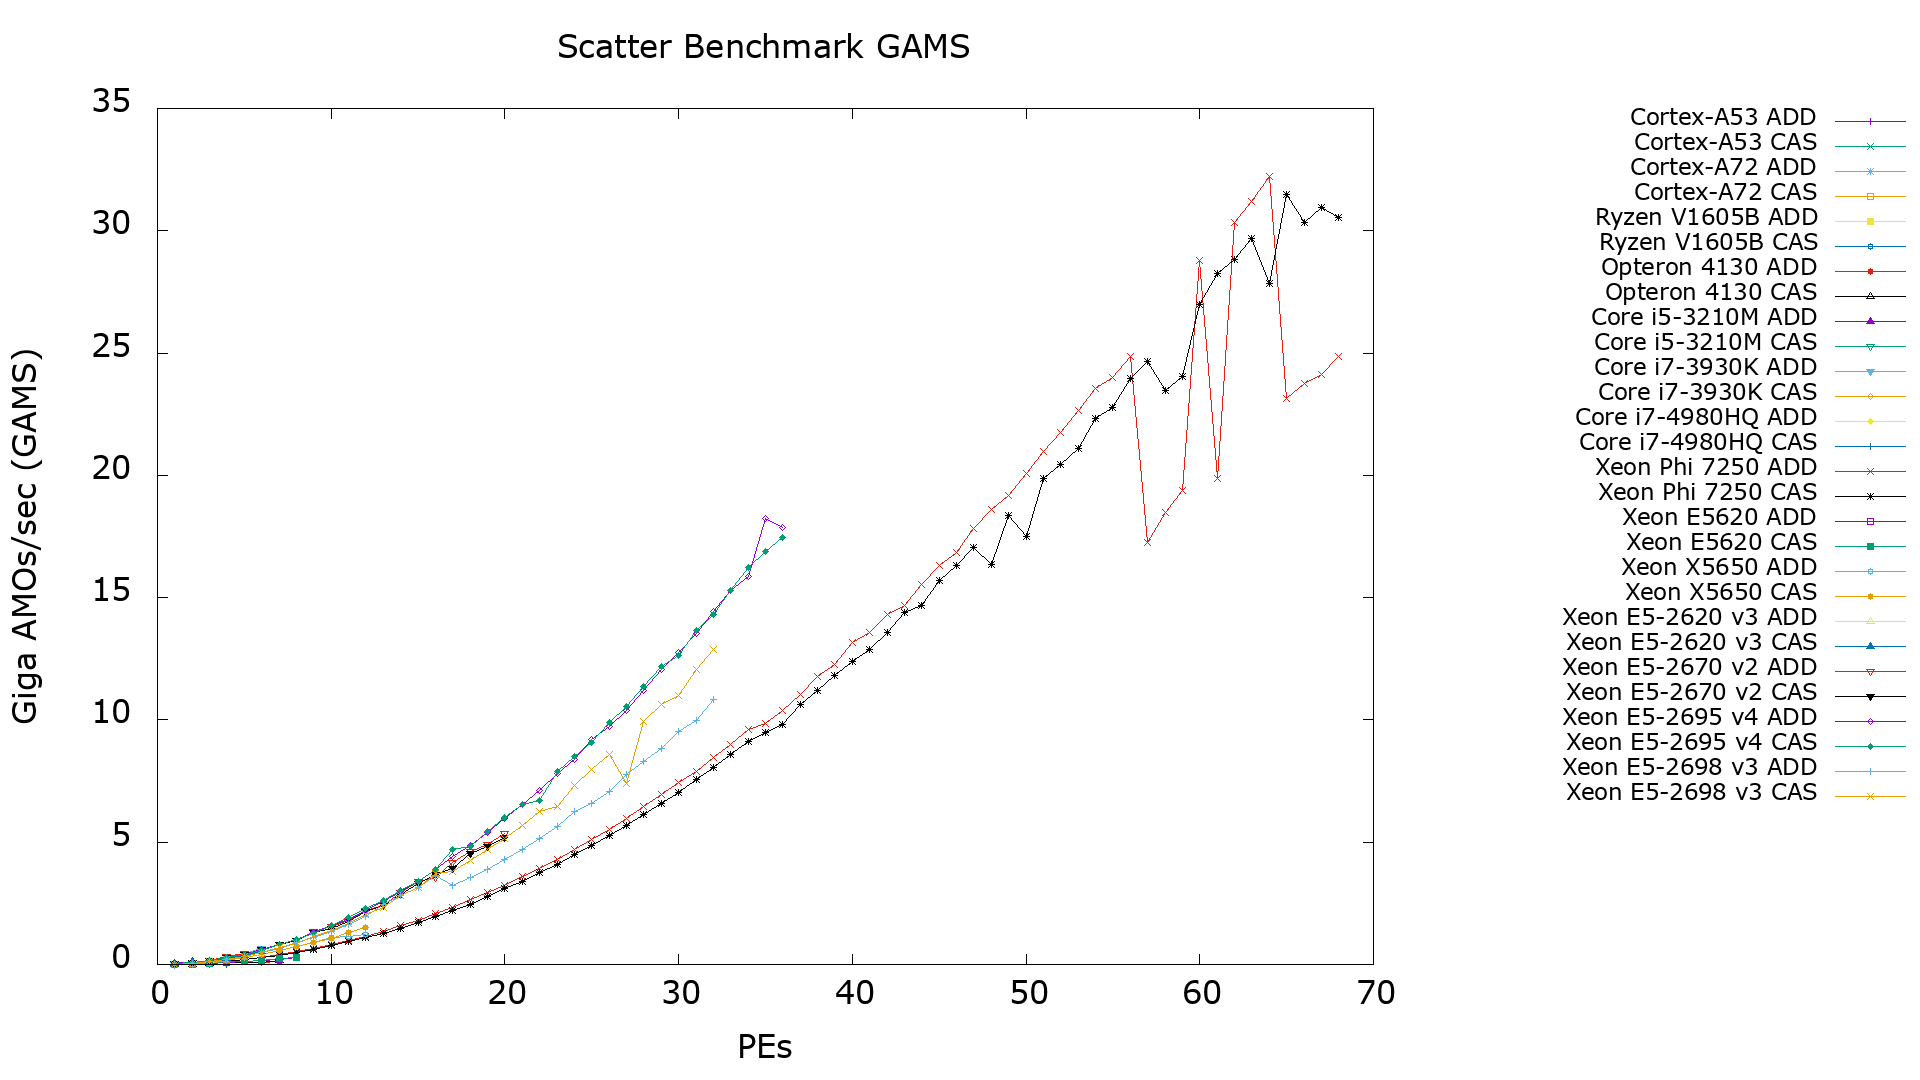 Scatter Benchmark GAMS
35
30
25
20
15
10
5
0
Giga AMOs/sec (GAMS)
0 10 20 30 40 50 60 70
PEs
Cortex-A53 ADD
Cortex-A53 CAS
Cortex-A72 ADD
Cortex-A72 CAS
Ryzen V1605B ADD
Ryzen V1605B CAS
Opteron 4130 ADD
Opteron 4130 CAS
Core i5-3210M ADD
Core i5-3210M CAS
Core i7-3930K ADD
Core i7-3930K CAS
Core i7-4980HQ ADD
Core i7-4980HQ CAS
Xeon Phi 7250 ADD
Xeon Phi 7250 CAS
Xeon E5620 ADD
Xeon E5620 CAS
Xeon X5650 ADD
Xeon X5650 CAS
Xeon E5-2620 v3 ADD
Xeon E5-2620 v3 CAS
Xeon E5-2670 v2 ADD
Xeon E5-2670 v2 CAS
Xeon E5-2695 v4 ADD
Xeon E5-2695 v4 CAS
Xeon E5-2698 v3 ADD
Xeon E5-2698 v3 CAS